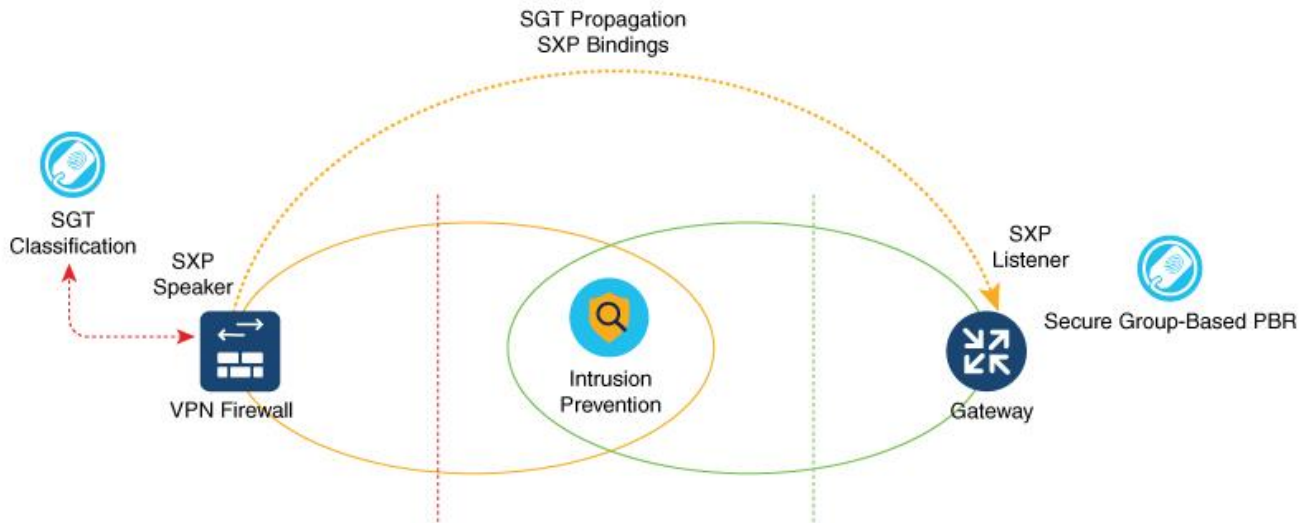 SGT Propagation
SXP Bindings
SGT
Classification
SXP
Speaker
VPN Firewall
Intrusion
Prevention
SXP
Listener
Secure Group-Based PBR
Gateway